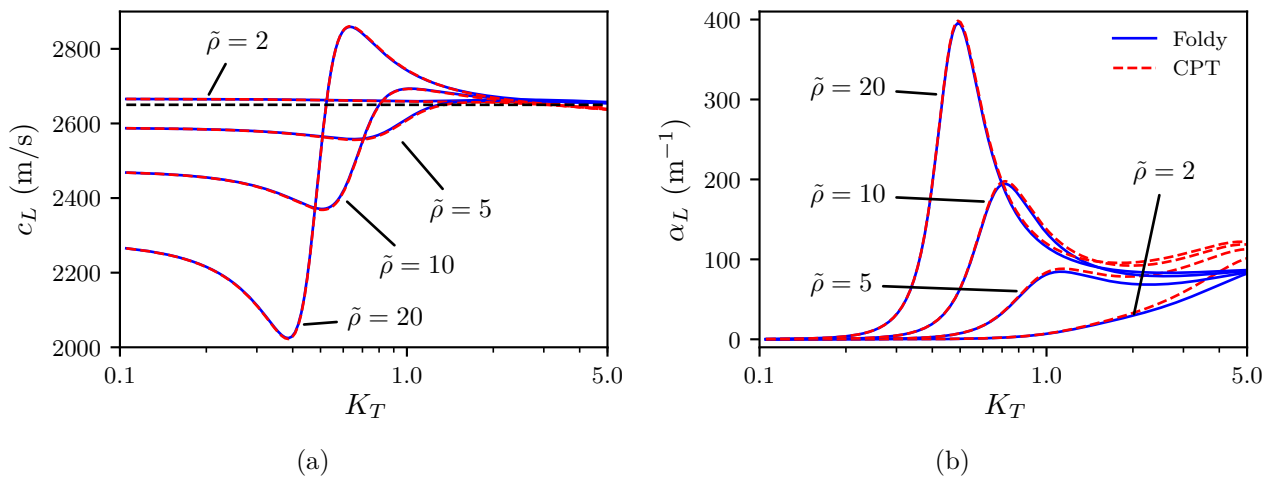 2800
2600
2400
2200
2000
c_L (m/s)
ρ̃ = 2
ρ̃ = 5
ρ̃ = 10
ρ̃ = 20
0.1
1.0
5.0
K_T
(a)
400
300
200
100
0
α_L (m⁻¹)
Foldy
CPT
ρ̃ = 20
ρ̃ = 2
ρ̃ = 10
ρ̃ = 5
0.1
1.0
5.0
K_T
(b)